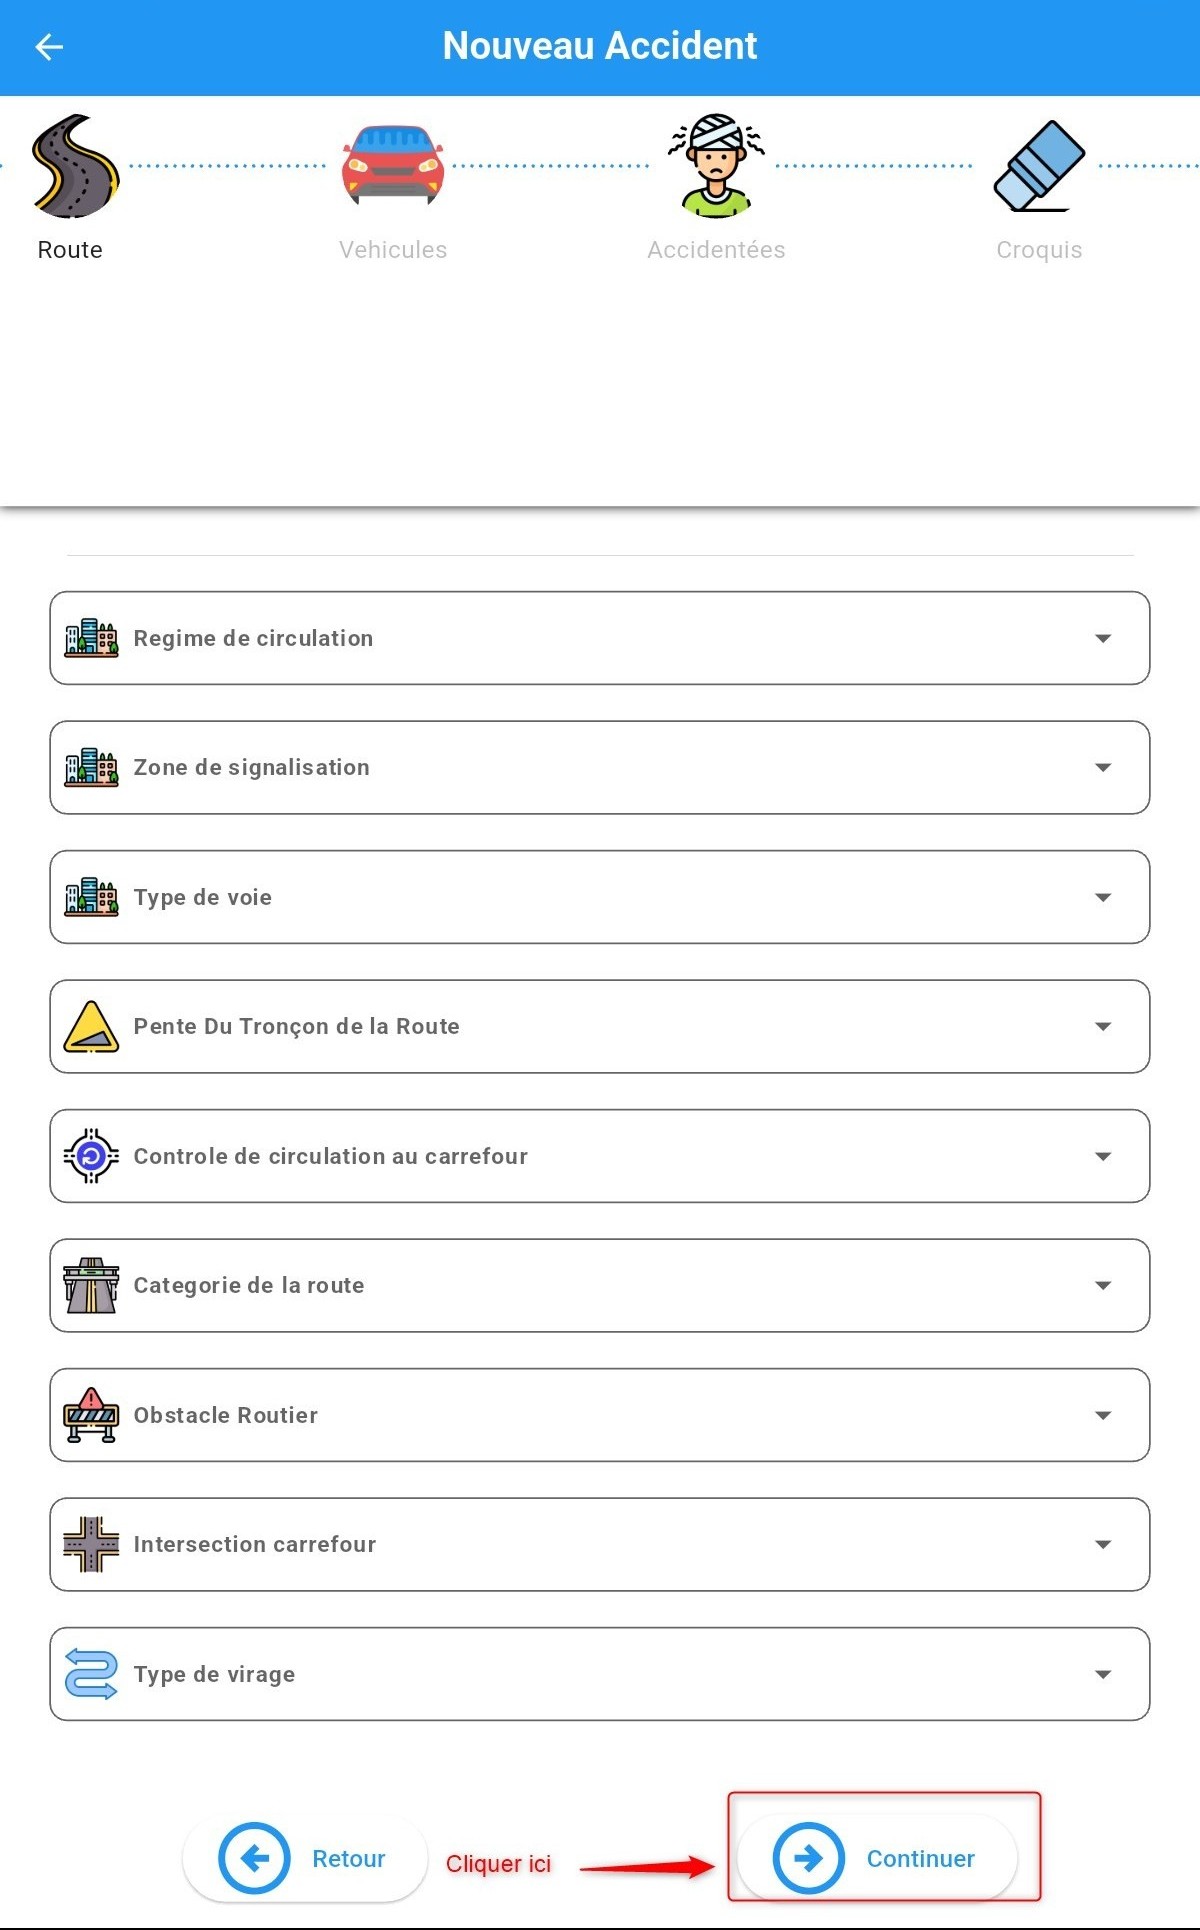 Nouveau Accident
Route
Vehicules
Accidentées
Croquis
Regime de circulation
Zone de signalisation
Type de voie
Pente Du Tronçon de la Route
Controle de circulation au carrefour
Categorie de la route
Obstacle Routier
Intersection carrefour
Type de virage
Retour
Cliquer ici
Continuer